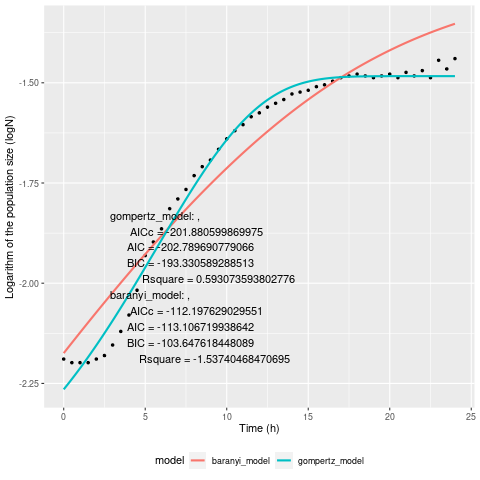 -1.50
-1.75
-2.00
-2.25
Logarithm of the population size (logN)
gompertz_model: ,
AICc = -201.880599869975
AIC = -202.789690779066
BIC = -193.330589288513
Rsquare = 0.593073593802776
baranyi_model: ,
AICc = -112.197629029551
AIC = -113.106719938642
BIC = -103.647618448089
Rsquare = -1.53740468470695
0 5 10 15 20 25
Time (h)
model baranyi_model gompertz_model